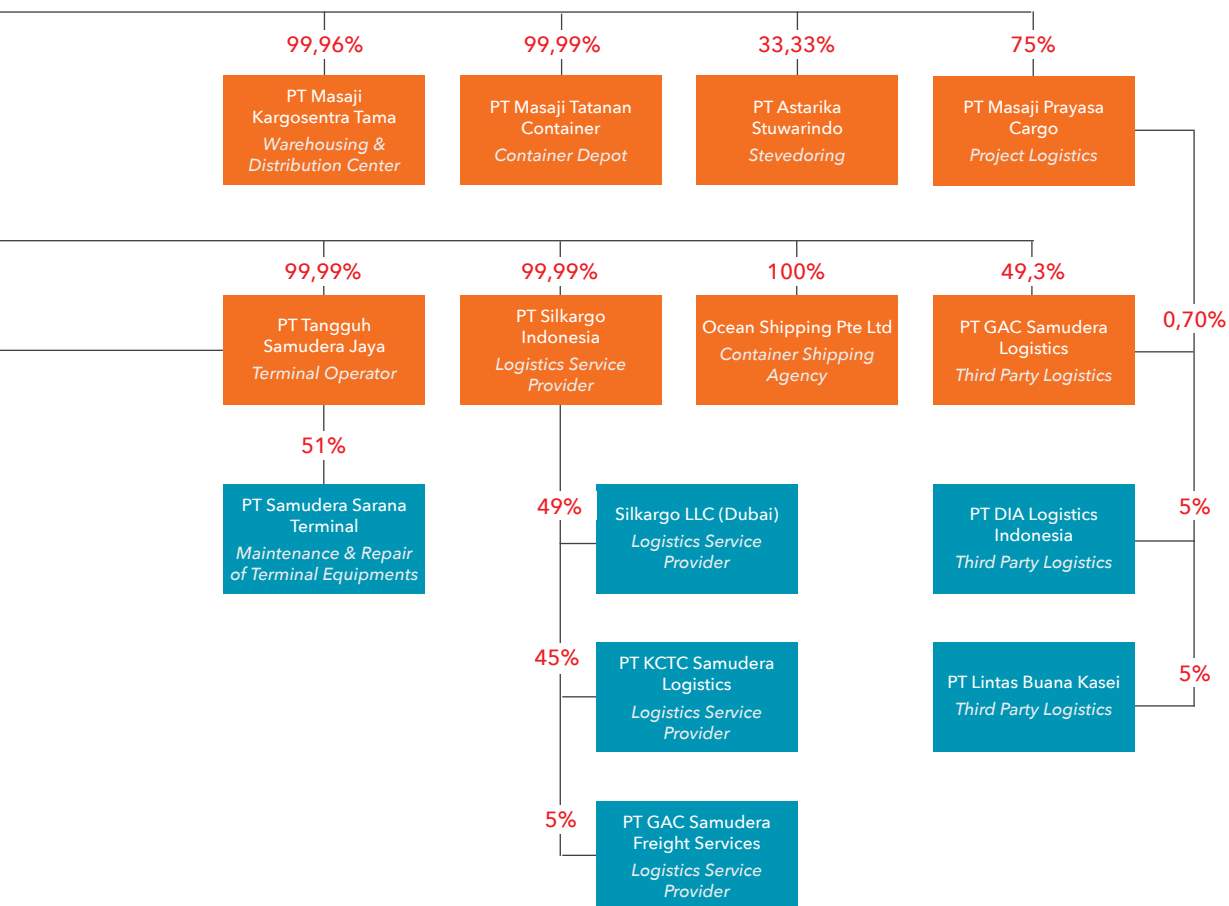 99,96%
99,99%
33,33%
75%
PT Masaji
Kargosentra Tama
Warehousing &
Distribution Center
PT Masaji Tatanan
Container
Container Depot
PT Astarika
Stuwarindo
Stevedoring
PT Masaji Prayasa
Cargo
Project Logistics
99,99%
99,99%
100%
49,3%
PT Tangguh
Samudera Jaya
Terminal Operator
PT Silkargo
Indonesia
Logistics Service
Provider
Ocean Shipping Pte Ltd
Container Shipping
Agency
PT GAC Samudera
Logistics
Third Party Logistics
0,70%
51%
PT Samudera Sarana
Terminal
Maintenance & Repair
of Terminal Equipments
49%
Silkargo LLC (Dubai)
Logistics Service
Provider
PT DIA Logistics
Indonesia
Third Party Logistics
5%
45%
PT KCTC Samudera
Logistics
Logistics Service
Provider
PT Lintas Buana Kasei
Third Party Logistics
5%
5%
PT GAC Samudera
Freight Services
Logistics Service
Provider